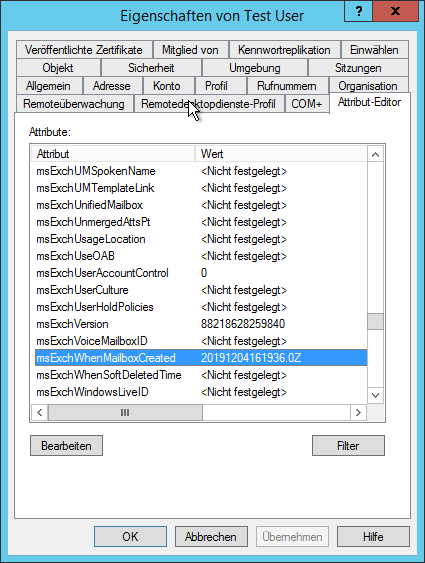 Eigenschaften von Test User
? x
Veröffentlichte Zertifikate Mitglied von Kennwortreplikation Einwählen
Objekt Sicherheit Umgebung Sitzungen
Allgemein Adresse Konto Profil Rufnummern Organisation
Remoteüberwachung Remotedesktopdienste-Profil COM+ Attribut-Editor
Attribute:
Attribut Wert
msExchUMSpokenName <Nicht festgelegt>
msExchUMTemplateLink <Nicht festgelegt>
msExchUnifiedMailbox <Nicht festgelegt>
msExchUnmergedAttsPt <Nicht festgelegt>
msExchUsageLocation <Nicht festgelegt>
msExchUseOAB <Nicht festgelegt>
msExchUserAccountControl 0
msExchUserCulture <Nicht festgelegt>
msExchUserHoldPolicies <Nicht festgelegt>
msExchVersion 88218628259840
msExchVoiceMailboxID <Nicht festgelegt>
msExchWhenMailboxCreated 20191204161936.0Z
msExchWhenSoftDeletedTime <Nicht festgelegt>
msExchWindowsLiveID <Nicht festgelegt>
Bearbeiten Filter
OK Abbrechen Übernehmen Hilfe